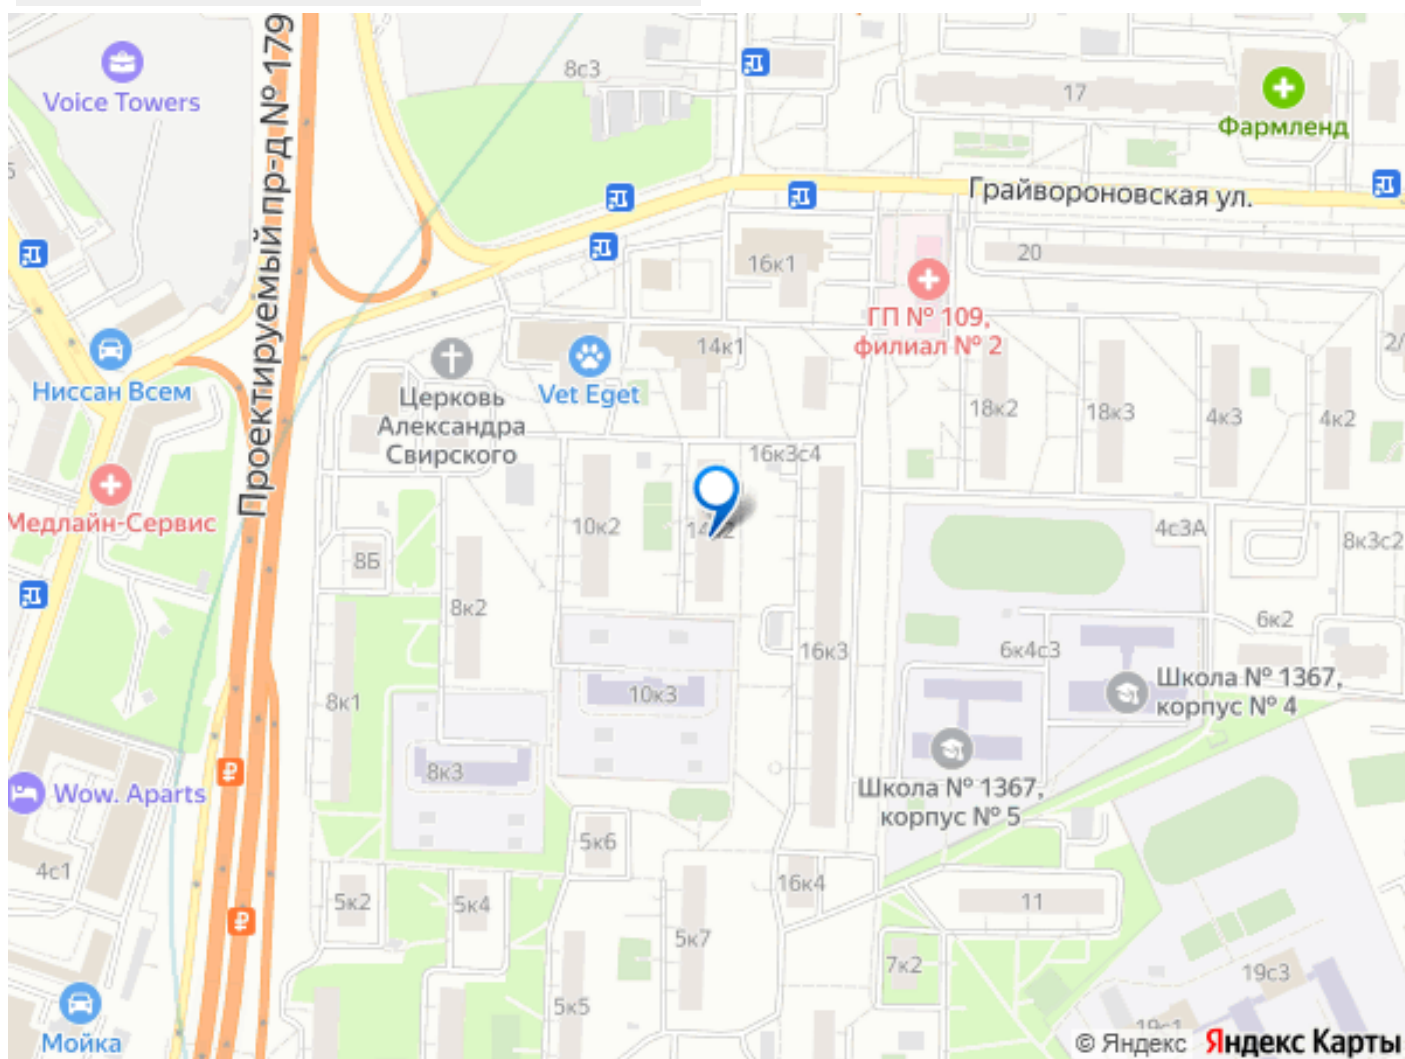 Voice Towers
Проектируемый пр-д № 179
8с3
17
Фармленд
Грайвороновская ул.
20
16к1
ГП № 109,
филиал № 2
14к1
Ниссан Всем
Церковь
Александра
Свирского
Vet Eget
18к2
18к3
4к3
4к2
16к3с4
Медлайн-Сервис
10к2
4с3А
8к3с2
8Б
8к2
6к2
16к3
6к4с3
Школа № 1367,
корпус № 4
8к1
10к3
8к3
Школа № 1367,
корпус № 5
Wow. Aparts
5к6
4с1
16к4
5к2
5к4
11
5к7
7к2
19с3
5к5
19с1
Мойка
© Яндекс Яндекс Карты